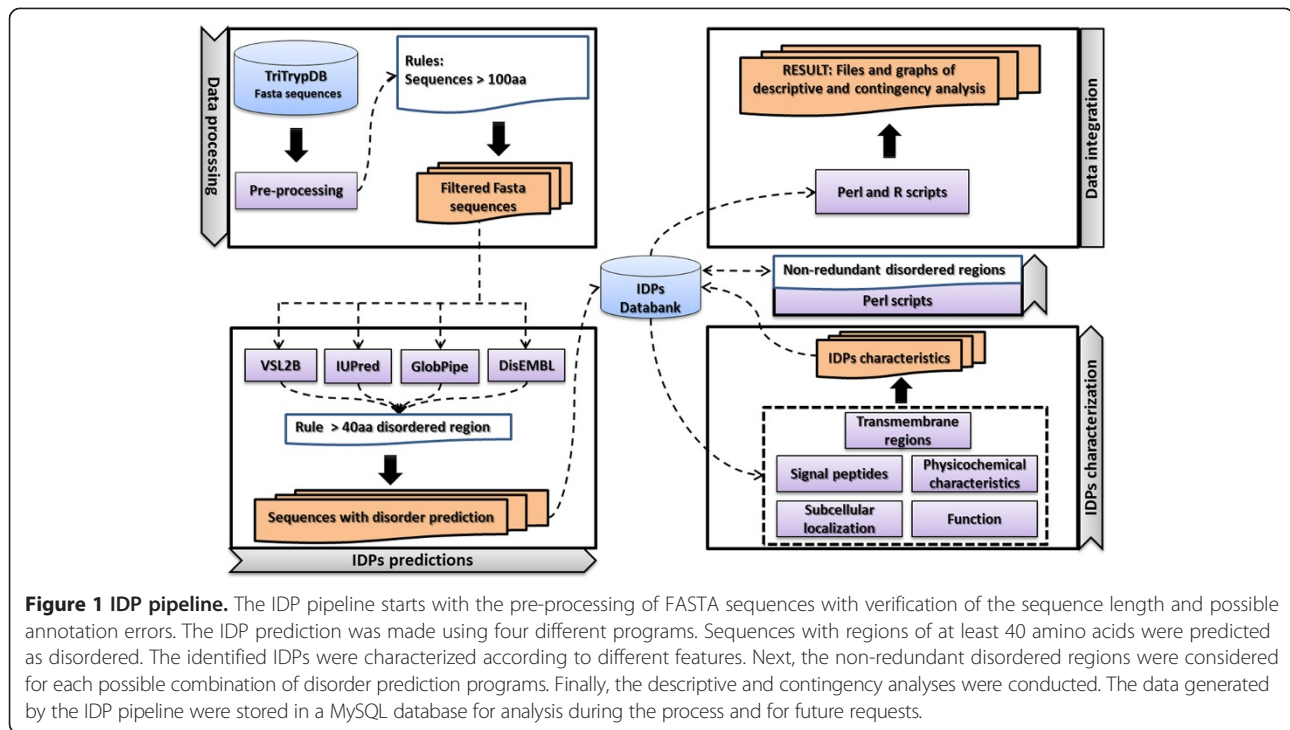 Data processing
TriTrypDB
Fasta sequences
Pre-processing
Rules:
Sequences > 100aa
Filtered Fasta
sequences
VSL2B
IUPred
GlobPipe
DisEMBL
Rule > 40aa disordered region
Sequences with disorder prediction
IDPs predictions
IDPs
Databank
RESULT: Files and graphs of
descriptive and contingency analysis
Perl and R scripts
Data integration
Non-redundant disordered regions
Perl scripts
IDPs characteristics
Transmembrane
regions
Signal peptides
Physicochemical
characteristics
Subcellular
localization
Function
IDPs characterization
Figure 1 IDP pipeline. The IDP pipeline starts with the pre-processing of FASTA sequences with verification of the sequence length and possible
annotation errors. The IDP prediction was made using four different programs. Sequences with regions of at least 40 amino acids were predicted
as disordered. The identified IDPs were characterized according to different features. Next, the non-redundant disordered regions were considered
for each possible combination of disorder prediction programs. Finally, the descriptive and contingency analyses were conducted. The data generated
by the IDP pipeline were stored in a MySQL database for analysis during the process and for future requests.